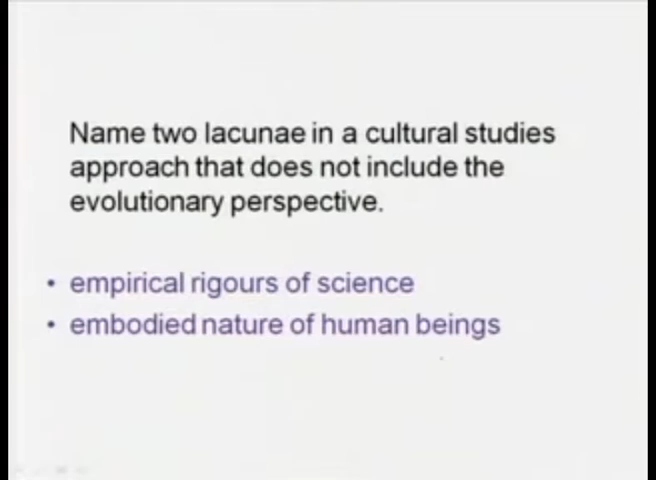 Name two lacunae in a cultural studies
approach that does not include the
evolutionary perspective.
• empirical rigours of science
• embodied nature of human beings